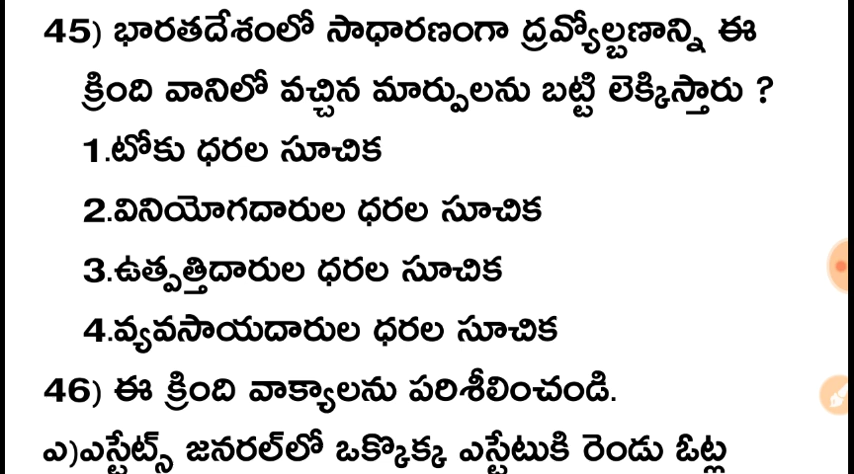 45) భారతదేశంలో సాధారణంగా ద్రవ్యోల్బణాన్ని ఈ
క్రింది వానిలో వచ్చిన మార్పులను బట్టి లెక్కిస్తారు ?
1.టోకు ధరల సూచిక
2.వినియోగదారుల ధరల సూచిక
3.ఉత్పత్తిదారుల ధరల సూచిక
4.వ్యవసాయదారుల ధరల సూచిక
46) ఈ క్రింది వాక్యాలను పరిశీలించండి.
ఎ)ఎస్టేట్స్ జనరల్‌లో ఒక్కొక్క ఎస్టేటుకి రెండు ఓట్ల